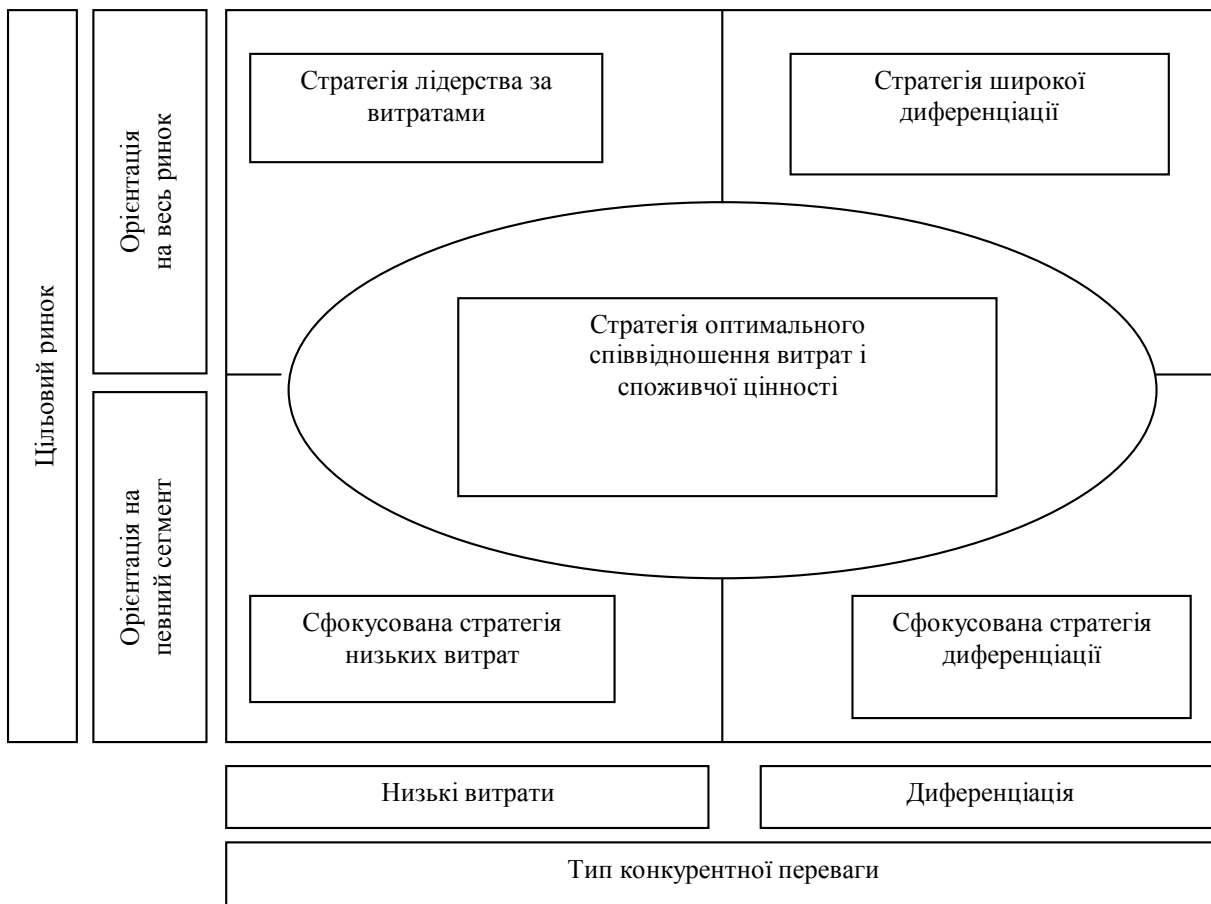 Цільовий ринок
Орієнтація
на весь ринок
Орієнтація на
певний сегмент
Стратегія лідерства за
витратами
Стратегія широкої
диференціації
Стратегія оптимального
співвідношення витрат і
споживчої цінності
Сфокусована стратегія
низьких витрат
Сфокусована стратегія
диференціації
Низькі витрати
Диференціація
Тип конкурентної переваги